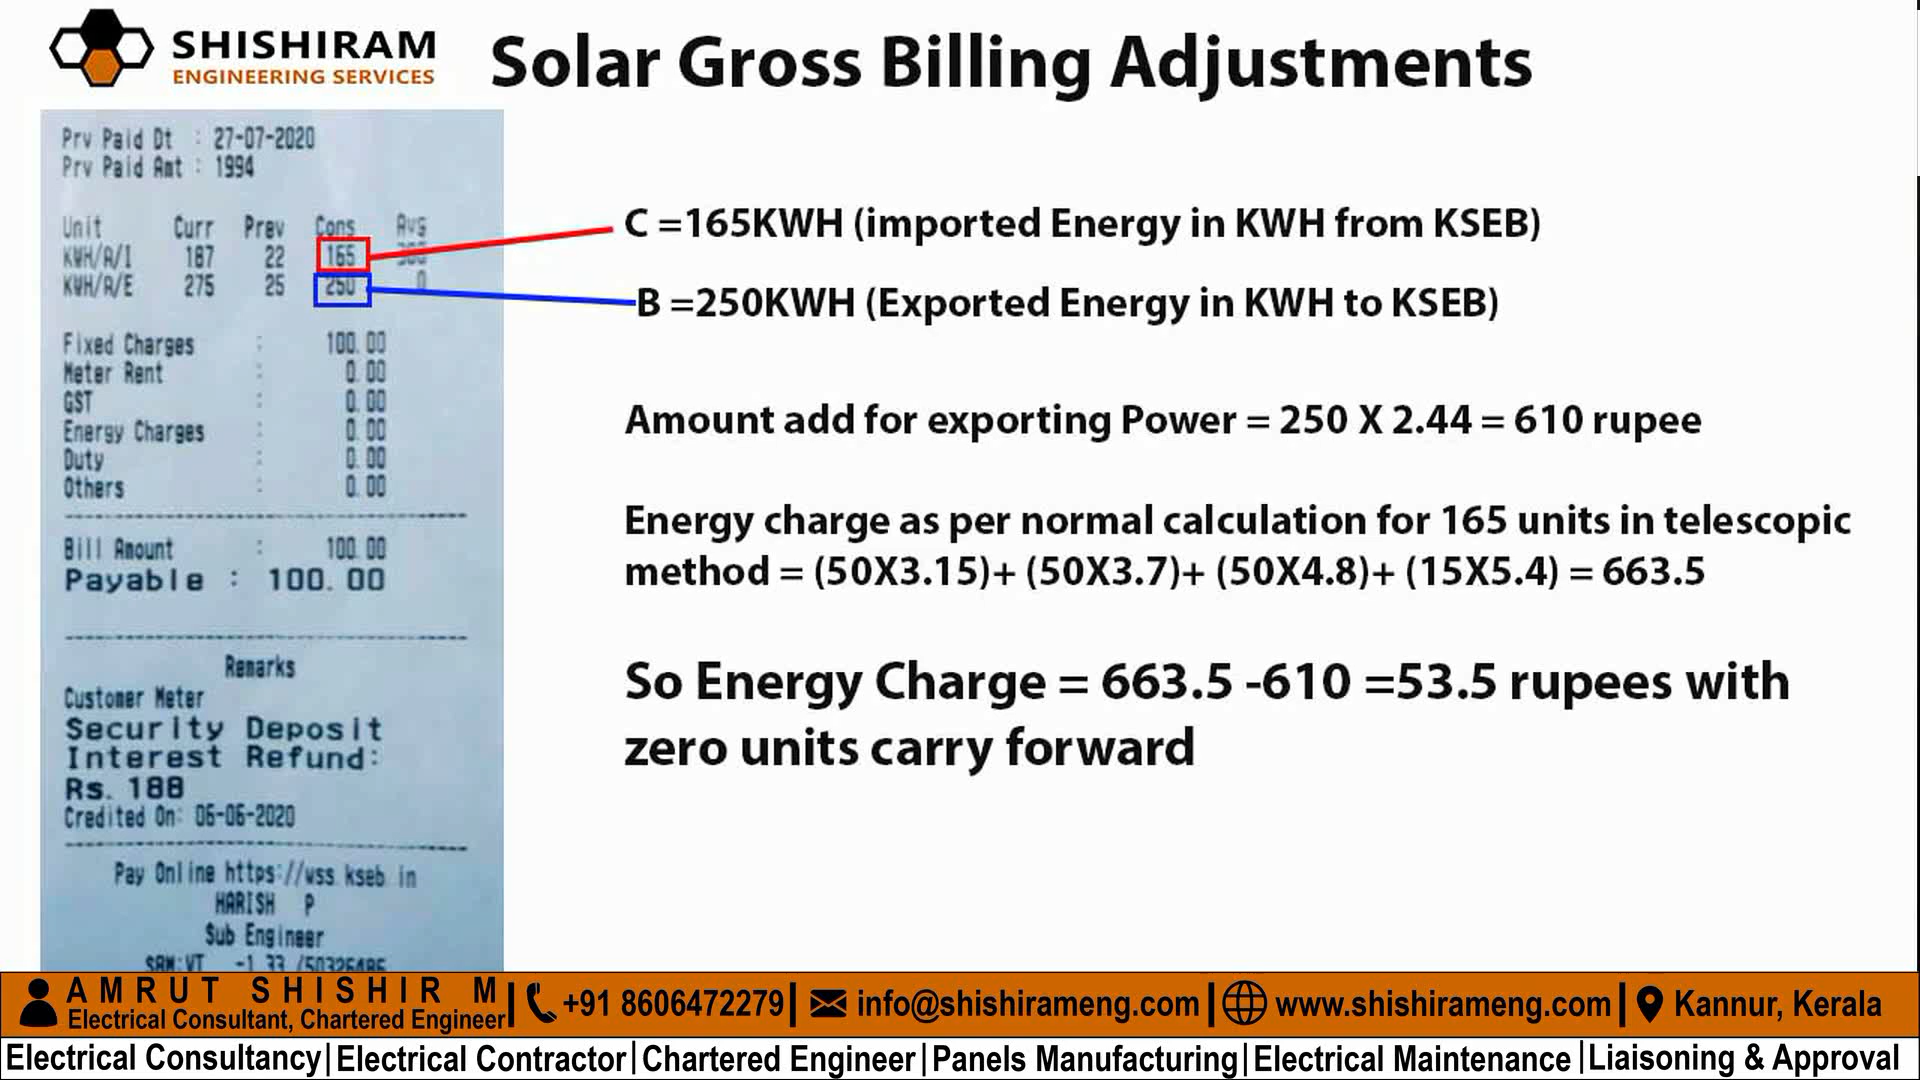 SHISHIRAM
ENGINEERING SERVICES
Solar Gross Billing Adjustments
Prv Paid Dt : 27-07-2020
Prv Paid Amt : 1994
Unit Curr Prev Cons Avg
KWH/A/I 187 22 165
KWH/A/E 275 25 250 0
Fixed Charges : 100.00
Meter Rent : 0.00
GST : 0.00
Energy Charges : 0.00
Duty : 0.00
Others : 0.00
Bill Amount : 100.00
Payable : 100.00
Remarks
Customer Meter
Security Deposit
Interest Refund:
Rs. 188
Credited On: 06-06-2020
Pay Online https://wss.kseb.in
HARISH P
Sub Engineer
C =165KWH (imported Energy in KWH from KSEB)
B =250KWH (Exported Energy in KWH to KSEB)
Amount add for exporting Power = 250 X 2.44 = 610 rupee
Energy charge as per normal calculation for 165 units in telescopic
method = (50X3.15)+ (50X3.7)+ (50X4.8)+ (15X5.4) = 663.5
So Energy Charge = 663.5 -610 =53.5 rupees with
zero units carry forward
AMRUT SHISHIR M
Electrical Consultant, Chartered Engineer
| +91 8606472279| info@shishirameng.com | www.shishirameng.com | Kannur, Kerala
Electrical Consultancy|Electrical Contractor|Chartered Engineer|Panels Manufacturing|Electrical Maintenance |Liaisoning & Approval